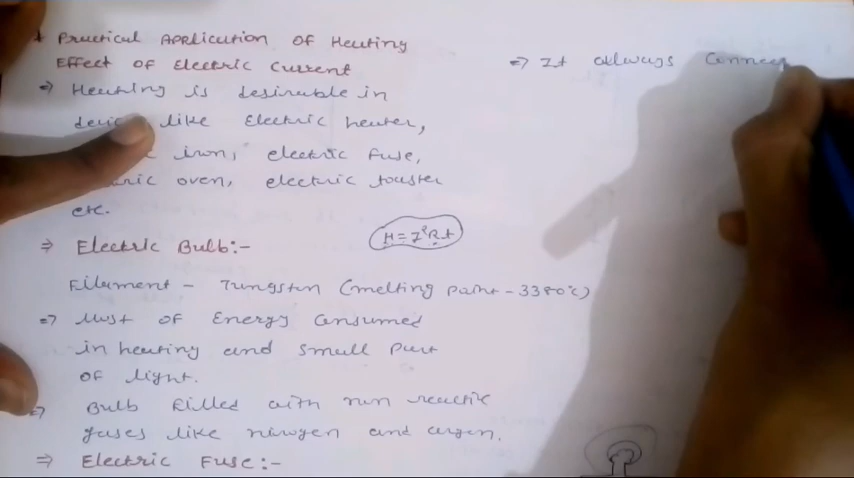 Practical Application of Heating
Effect of Electric Current
⇒ Heating is desirable in
like Electric heater,
iron, electric fuse,
oven, electric toaster
etc.
⇒ Electric Bulb:-
H=I²Rt
Filament - Tungsten (melting point - 3380°C)
⇒ Most of Energy consumed
in heating and small part
of light.
⇒ Bulb filled with non reactive
gases like nirogen and argon.
⇒ Electric Fuse:-
⇒ It always